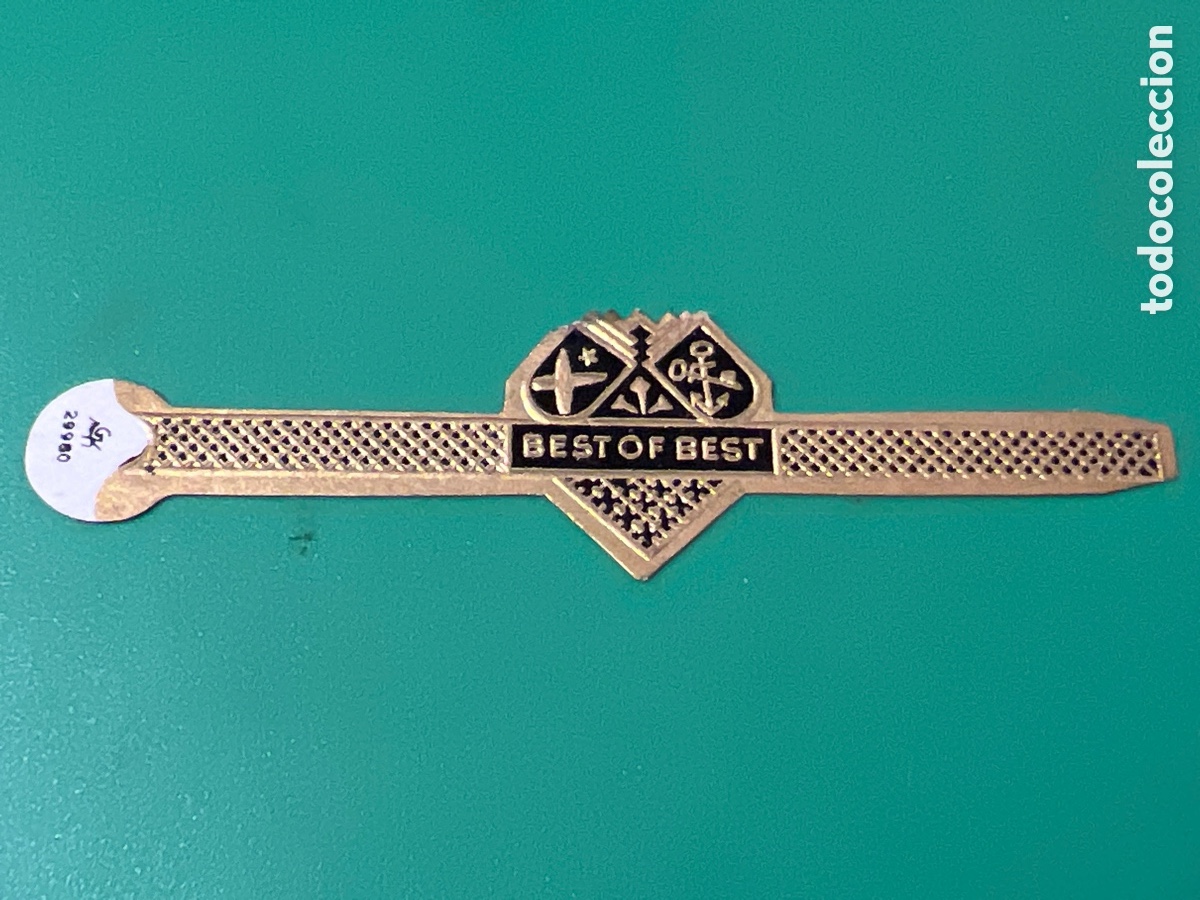 BEST OF BEST
29980
todocoleccion